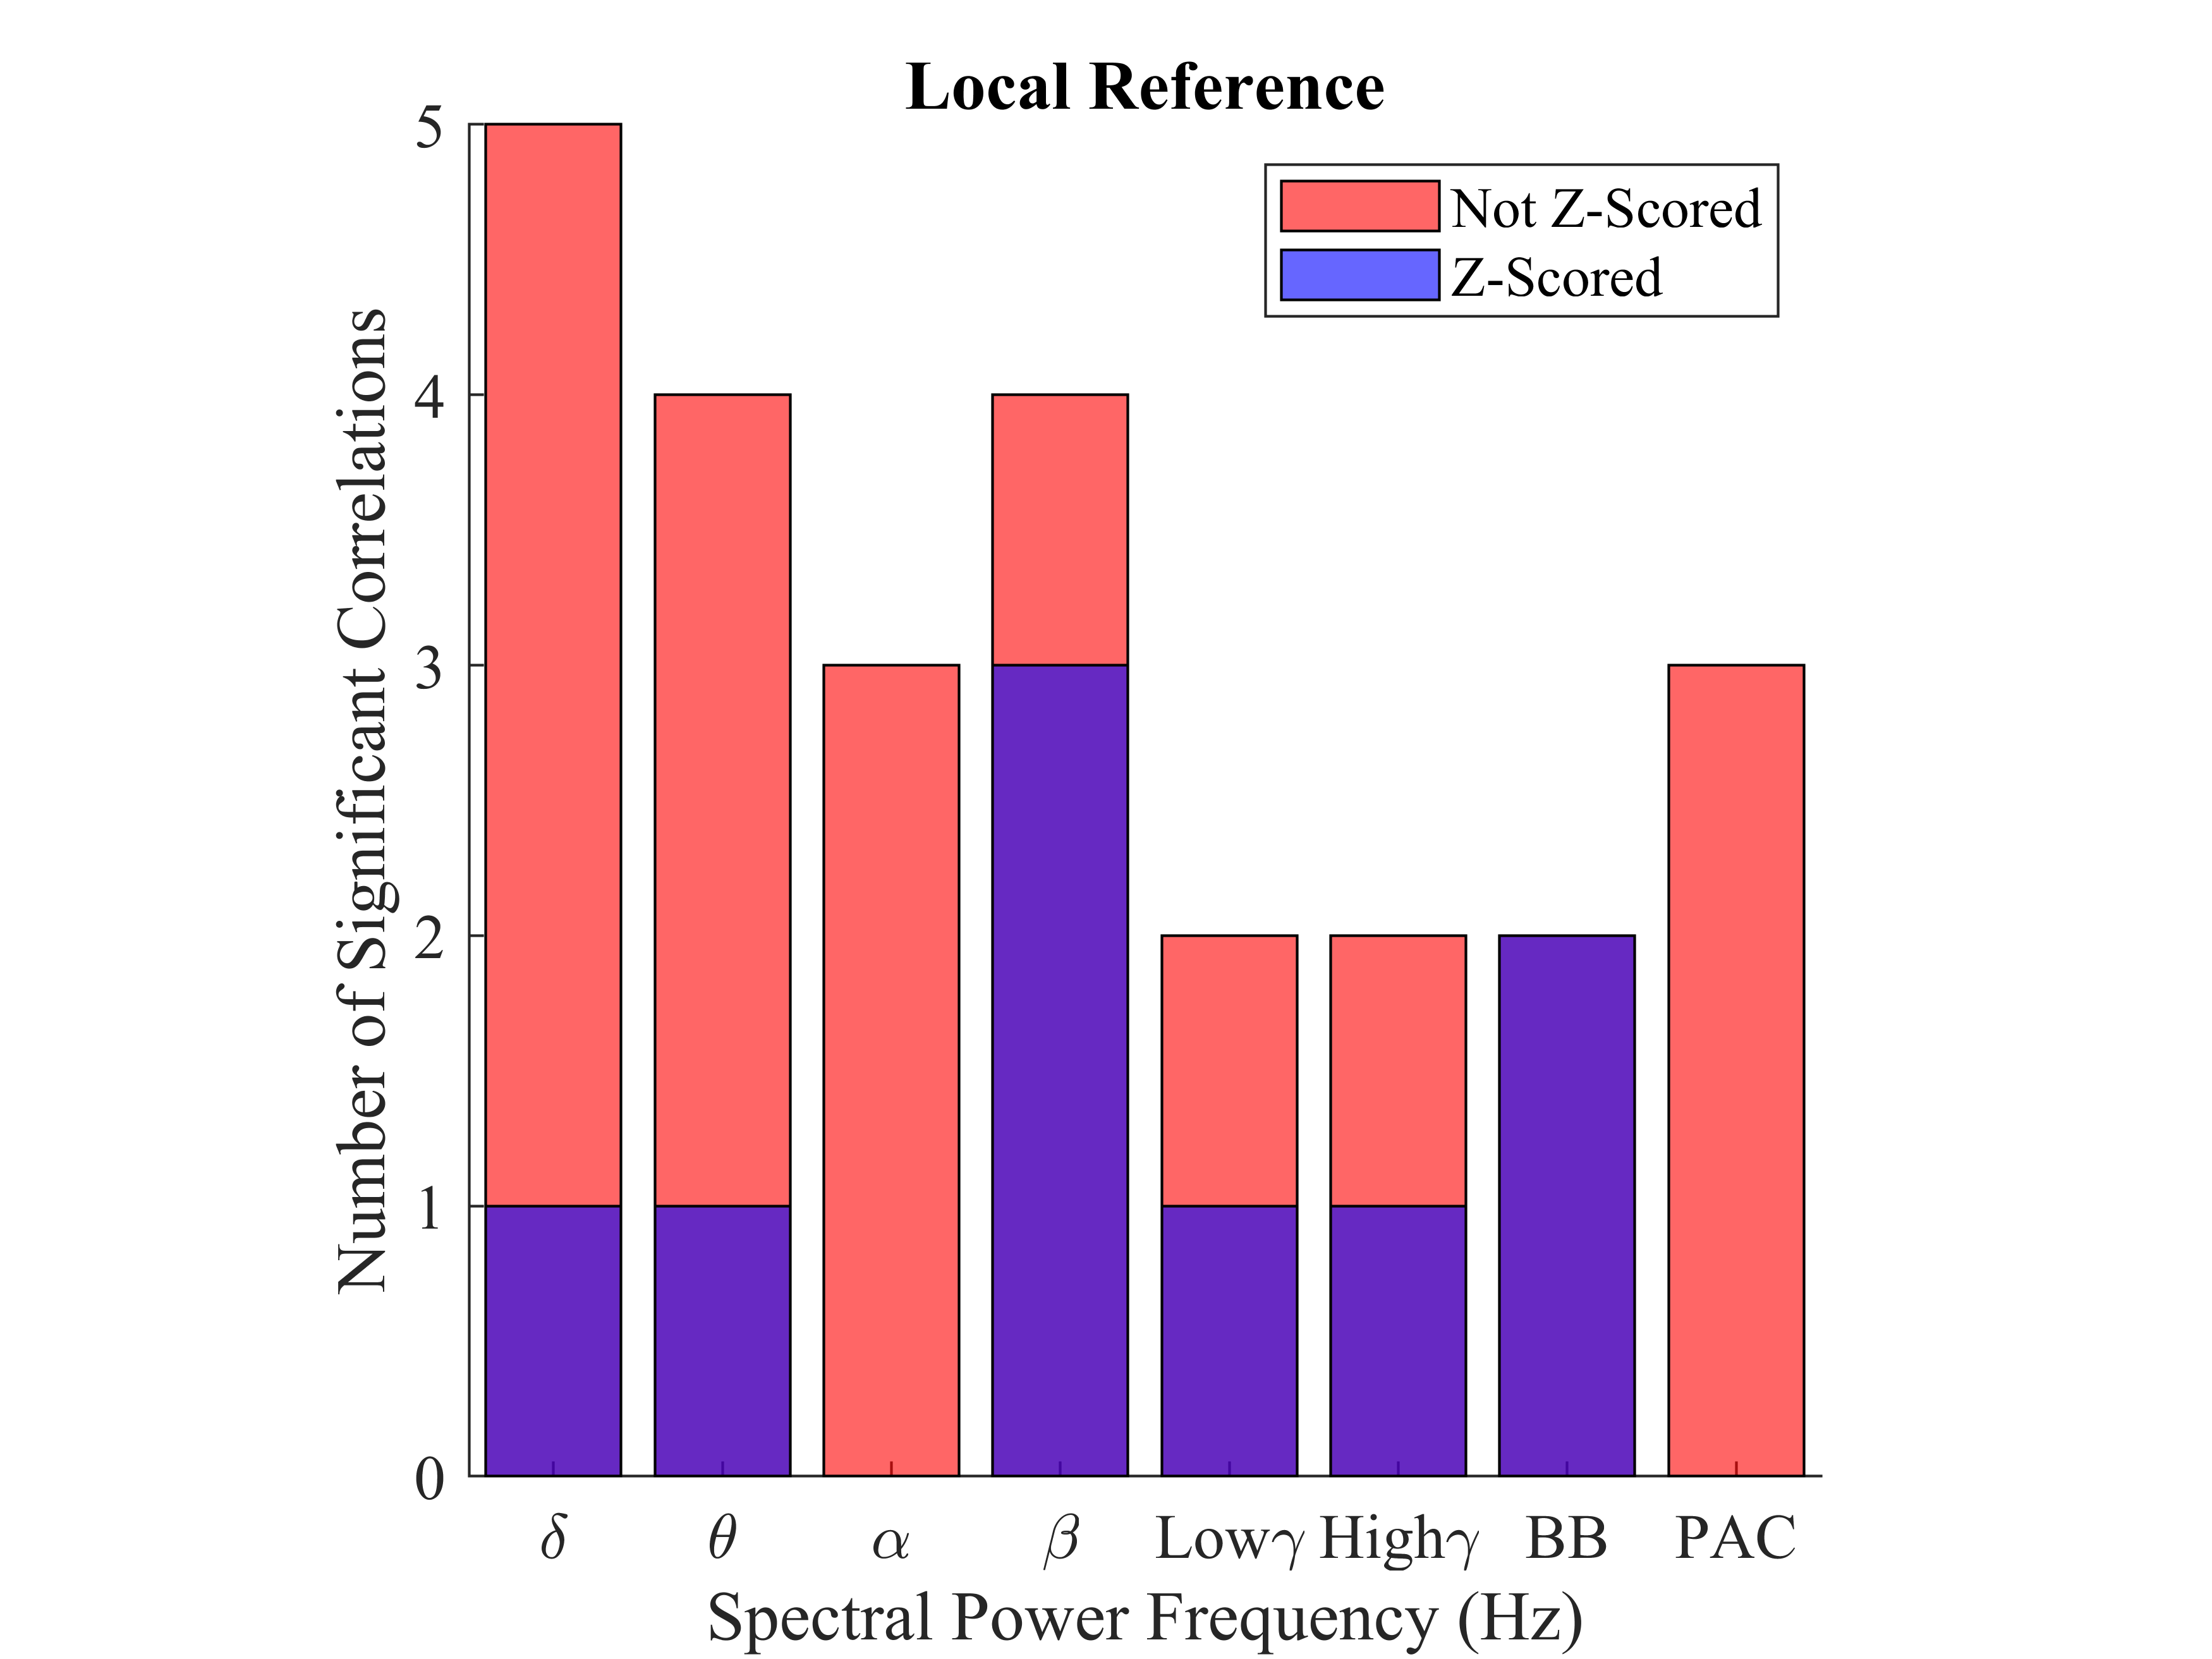 Local Reference
Not Z-Scored
Z-Scored
Number of Significant Correlations
5
4
3
2
1
0
δ θ α β Lowγ Highγ BB PAC
Spectral Power Frequency (Hz)